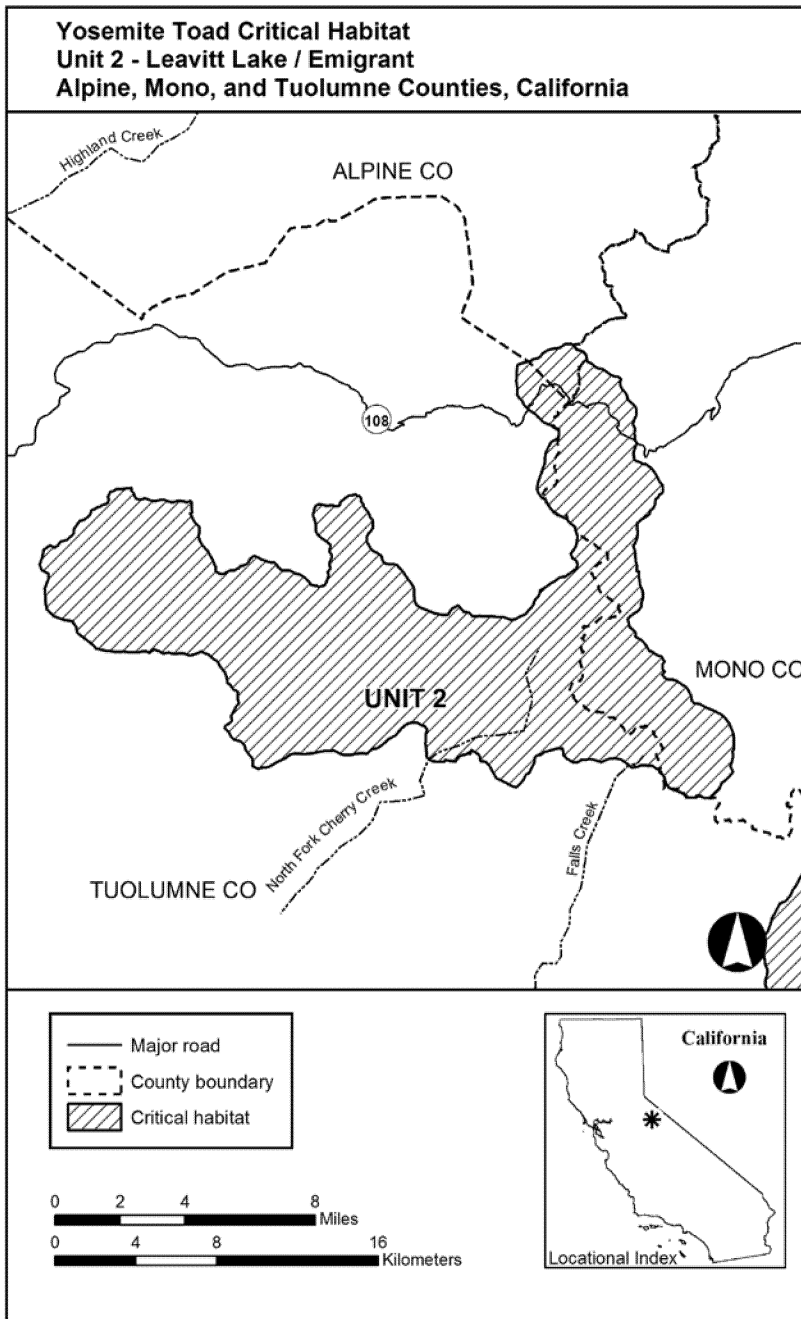 Yosemite Toad Critical Habitat
Unit 2 - Leavitt Lake / Emigrant
Alpine, Mono, and Tuolumne Counties, California
Highland Creek
ALPINE CO
108
MONO CO
UNIT 2
North Fork Cherry Creek
Falls Creek
TUOLUMNE CO
Major road
County boundary
Critical habitat
California
0 2 4 8
Miles
0 4 8 16
Kilometers
Locational Index